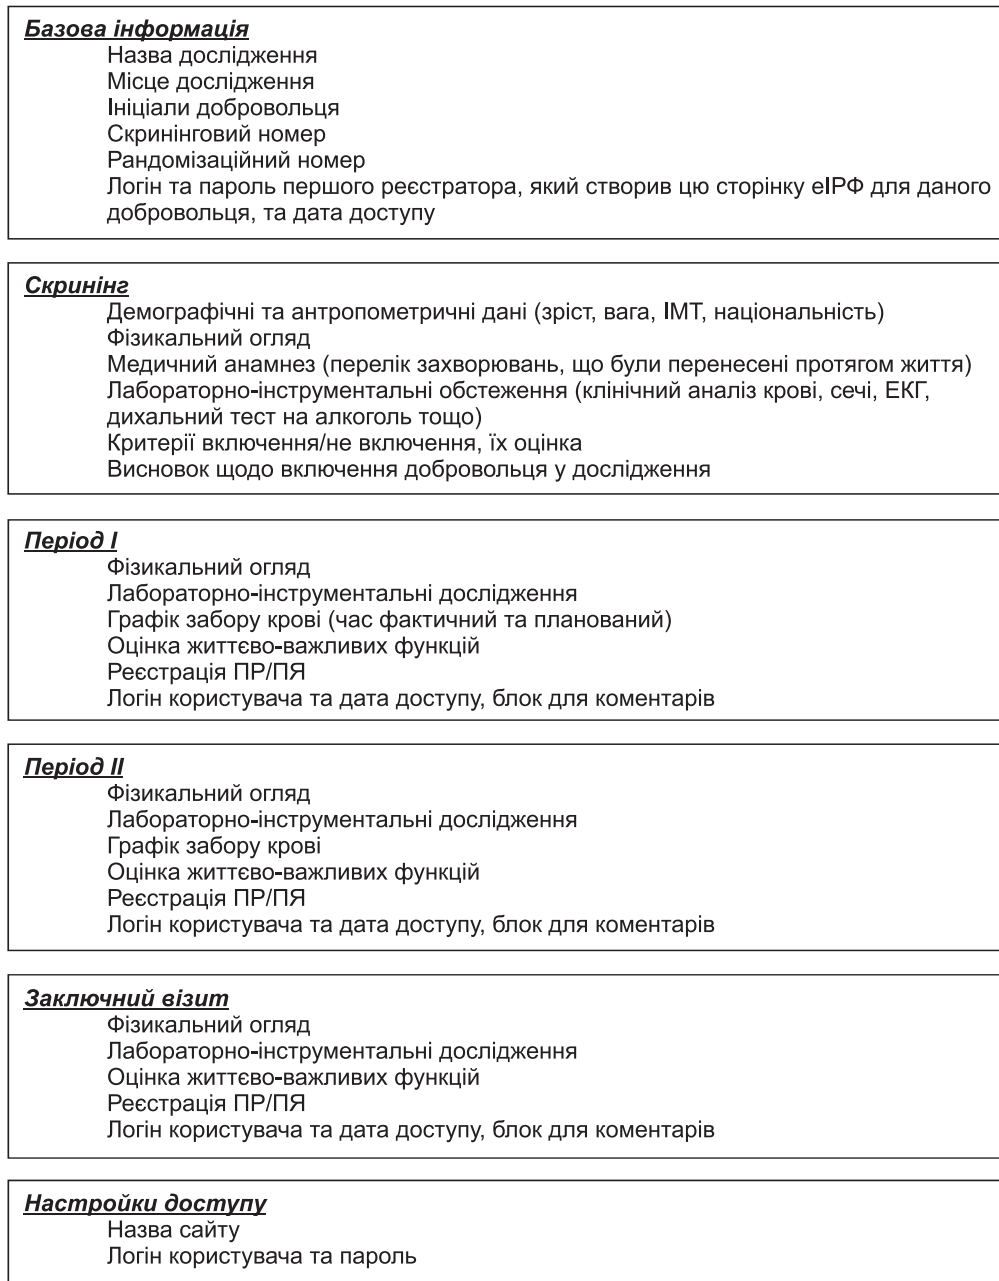 Базова інформація
Назва дослідження
Місце дослідження
Ініціали добровольця
Скринінговий номер
Рандомізаційний номер
Логін та пароль першого реєстратора, який створив цю сторінку еІРФ для даного
добровольця, та дата доступу
Скринінг
Демографічні та антропометричні дані (зріст, вага, ІМТ, національність)
Фізикальний огляд
Медичний анамнез (перелік захворювань, що були перенесені протягом життя)
Лабораторно-інструментальні обстеження (клінічний аналіз крові, сечі, ЕКГ,
дихальний тест на алкоголь тощо)
Критерії включення/не включення, їх оцінка
Висновок щодо включення добровольця у дослідження
Період I
Фізикальний огляд
Лабораторно-інструментальні дослідження
Графік забору крові (час фактичний та планований)
Оцінка життєво-важливих функцій
Реєстрація ПР/ПЯ
Логін користувача та дата доступу, блок для коментарів
Період II
Фізикальний огляд
Лабораторно-інструментальні дослідження
Графік забору крові
Оцінка життєво-важливих функцій
Реєстрація ПР/ПЯ
Логін користувача та дата доступу, блок для коментарів
Заключний візит
Фізикальний огляд
Лабораторно-інструментальні дослідження
Оцінка життєво-важливих функцій
Реєстрація ПР/ПЯ
Логін користувача та дата доступу, блок для коментарів
Настройки доступу
Назва сайту
Логін користувача та пароль